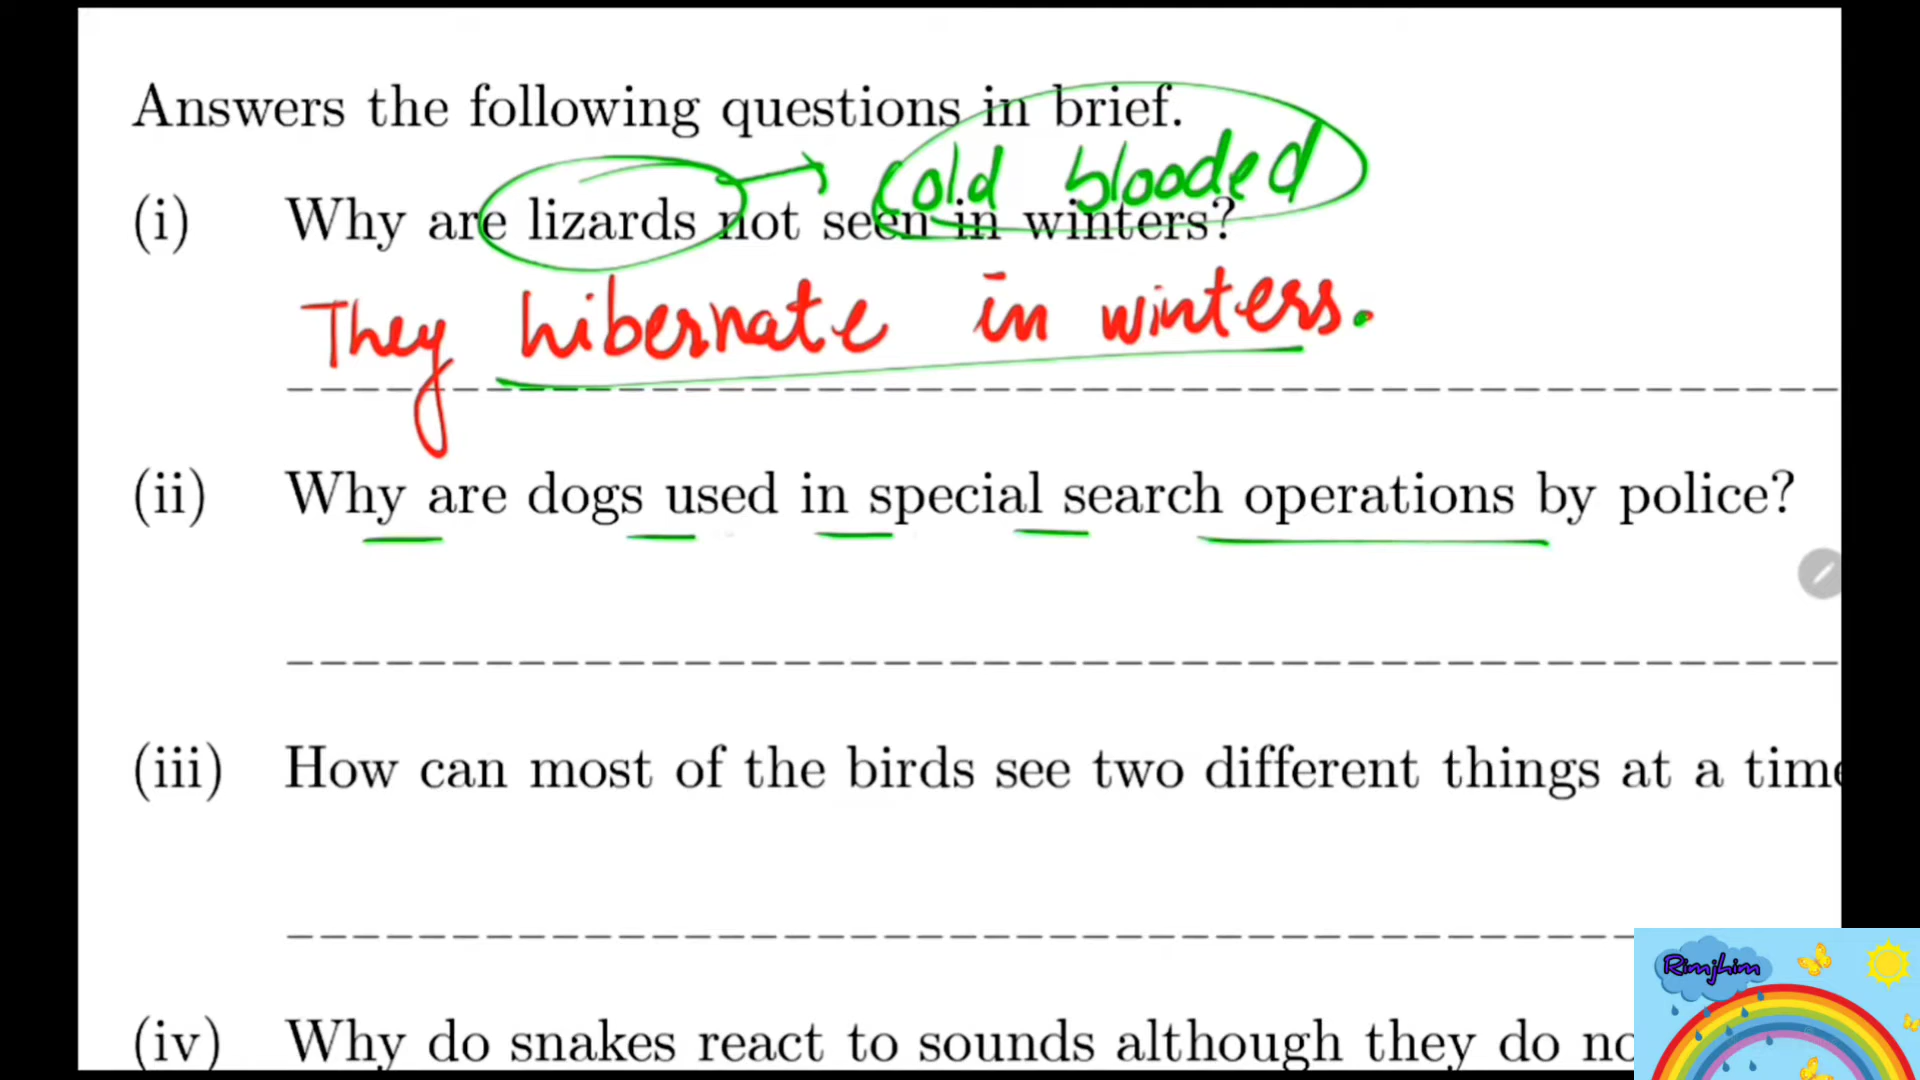 Answers the following questions in brief.
cold blooded
(i) Why are lizards not seen in winters?
They hibernate in winters.
(ii) Why are dogs used in special search operations by police?
(iii) How can most of the birds see two different things at a
(iv) Why do snakes react to sounds although they do
Rimjhim